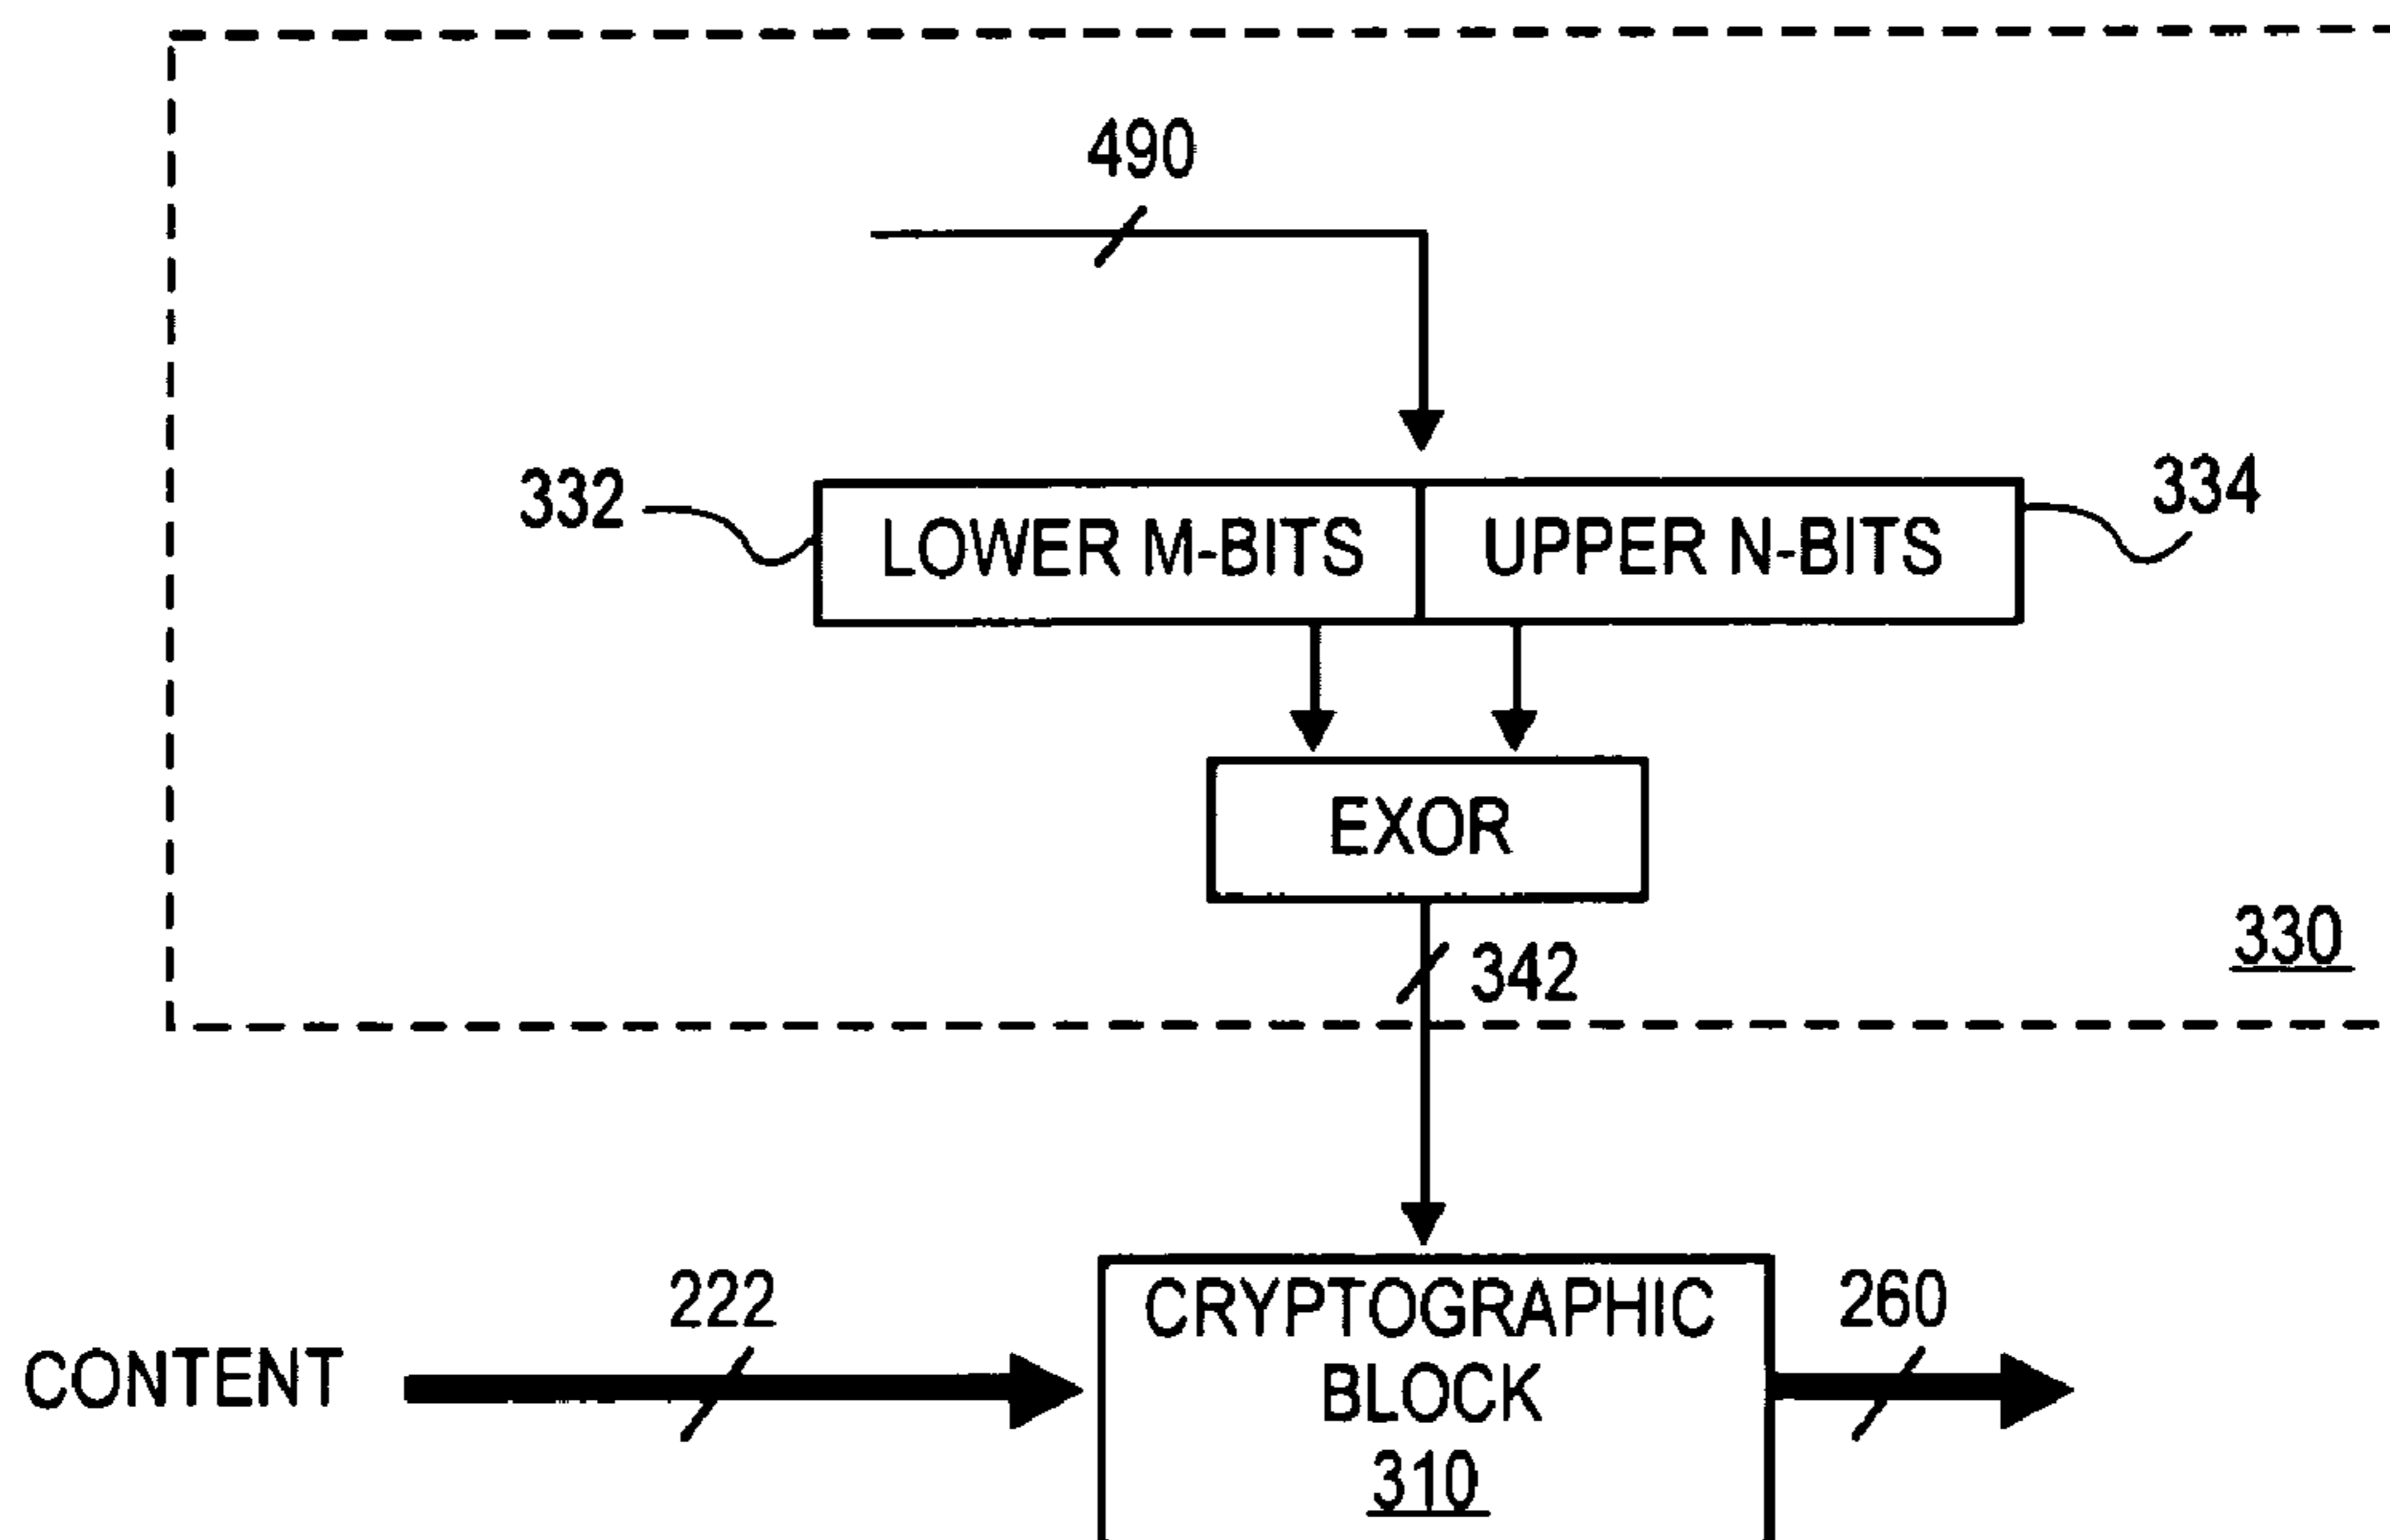 490
332
334
LOWER M-BITS
UPPER N-BITS
EXOR
342
330
222
260
CONTENT
CRYPTOGRAPHIC
BLOCK
310